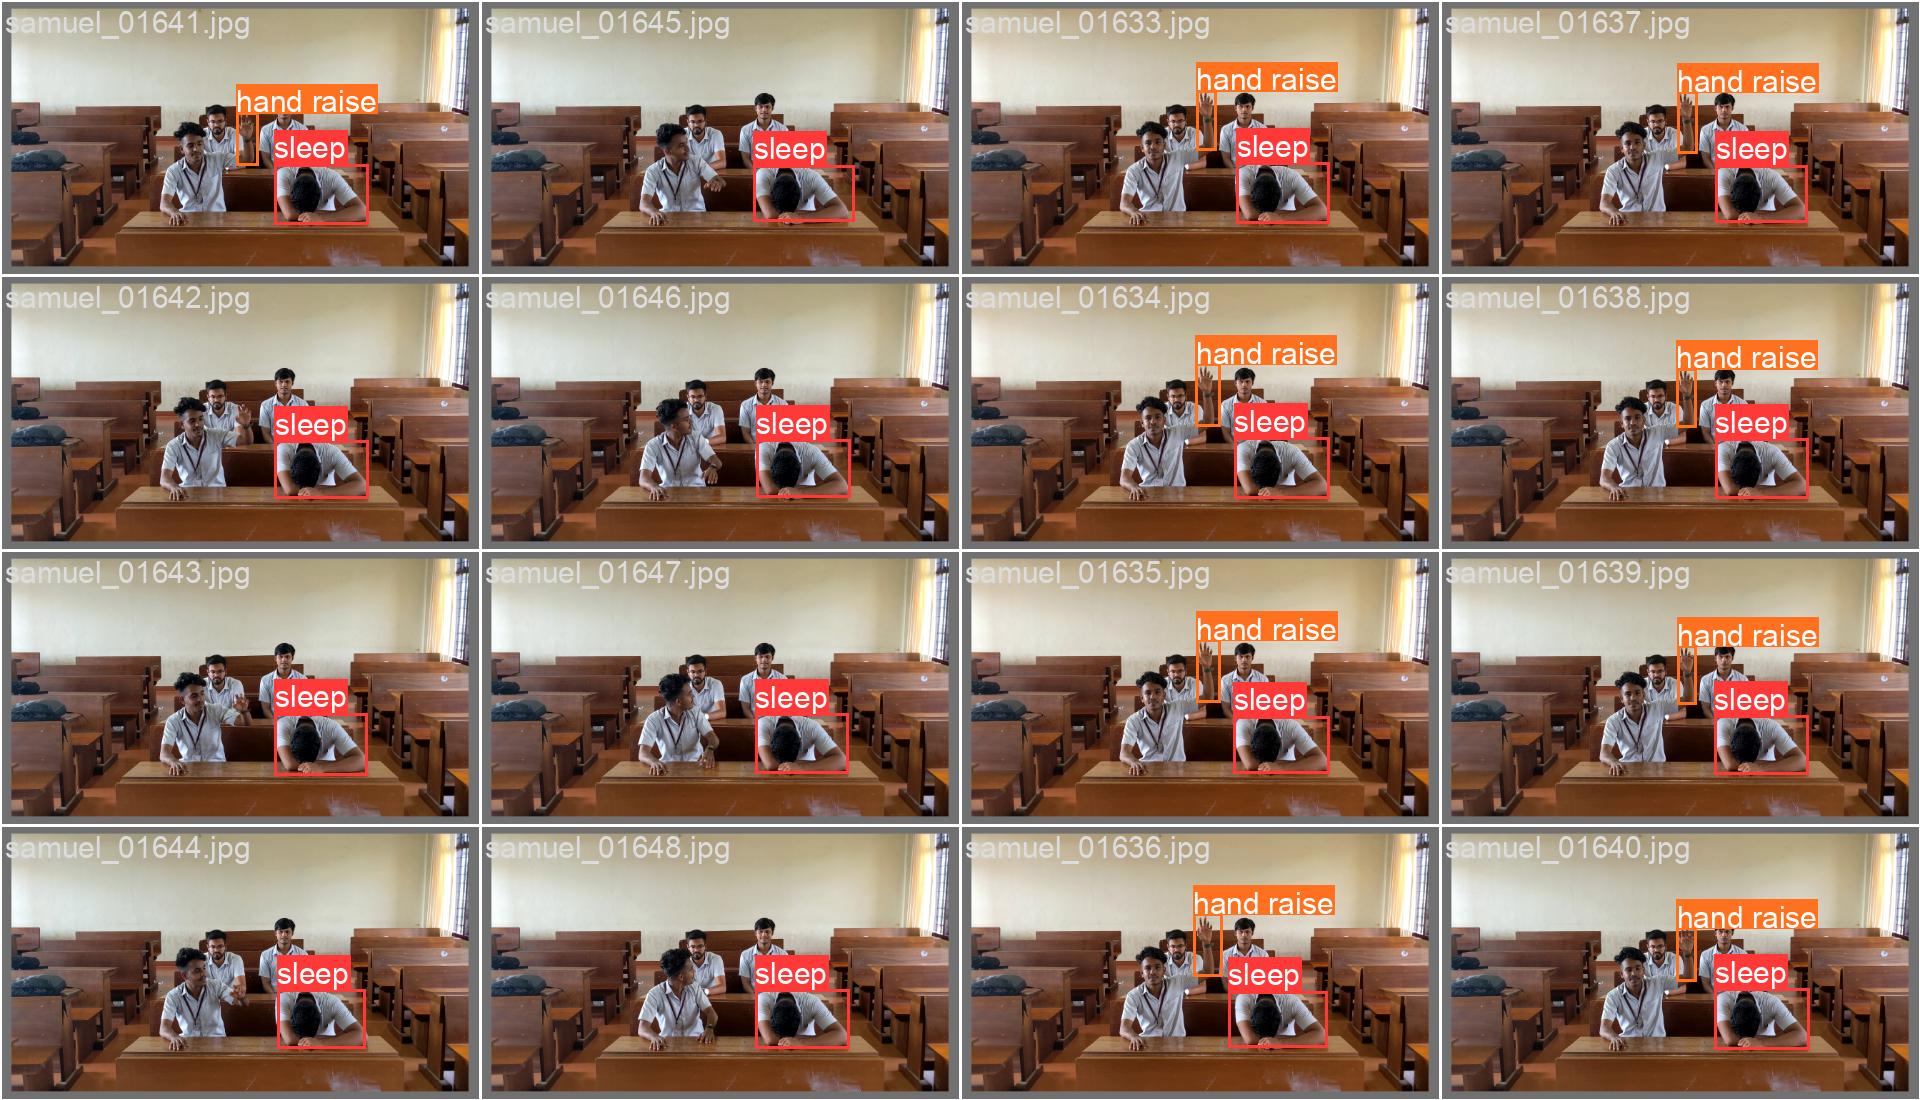 samuel_01641.jpg
hand raise
sleep
samuel_01645.jpg
sleep
samuel_01633.jpg
hand raise
sleep
samuel_01637.jpg
hand raise
sleep
samuel_01642.jpg
sleep
samuel_01646.jpg
sleep
samuel_01634.jpg
hand raise
sleep
samuel_01638.jpg
hand raise
sleep
samuel_01643.jpg
sleep
samuel_01647.jpg
sleep
samuel_01635.jpg
hand raise
sleep
samuel_01639.jpg
hand raise
sleep
samuel_01644.jpg
sleep
samuel_01648.jpg
sleep
samuel_01636.jpg
hand raise
sleep
samuel_01640.jpg
hand raise
sleep